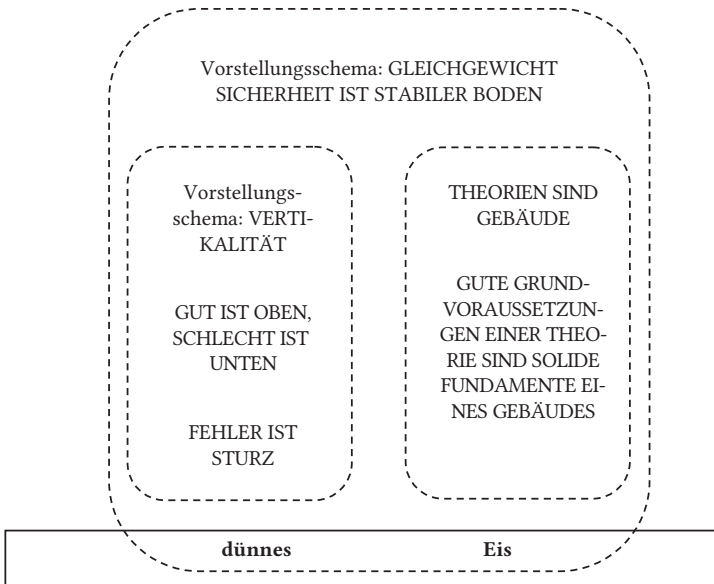 Vorstellungsschema: GLEICHGEWICHT
SICHERHEIT IST STABILER BODEN
Vorstellungs-
schema: VERTI-
KALITÄT
GUT IST OBEN,
SCHLECHT IST
UNTEN
FEHLER IST
STURZ
THEORIEN SIND
GEBÄUDE
GUTE GRUND-
VORAUSSETZUN-
GEN EINER THEO-
RIE SIND SOLIDE
FUNDAMENTE EI-
NES GEBÄUDES
dünnes Eis